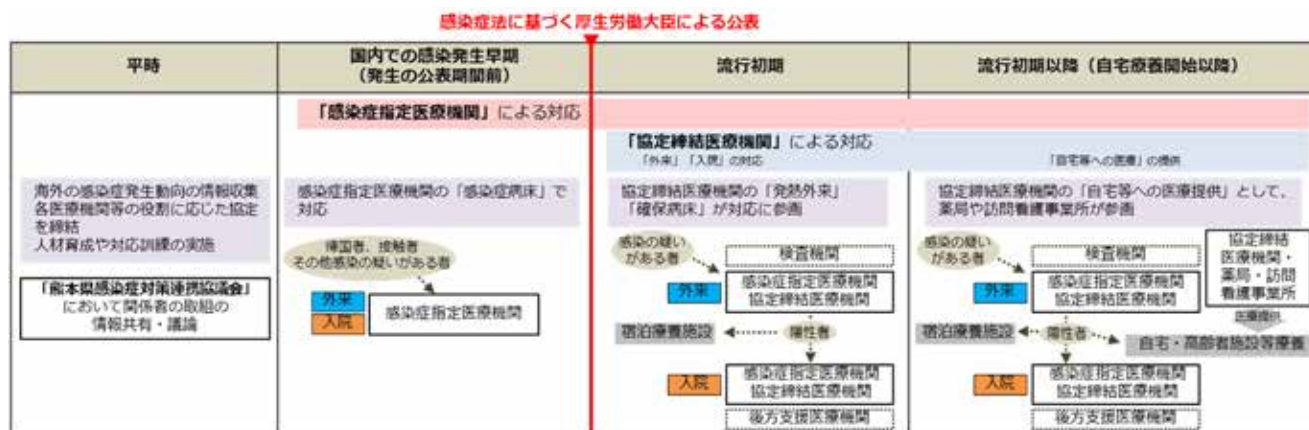 感染症法に基づく厚生労働大臣による公表
平時
国内での感染発生早期
（発生の公表期間前）
流行初期
流行初期以降（自宅療養開始以降）
「感染症指定医療機関」による対応
「協定締結医療機関」による対応
「外来」「入院」の対応
「自宅等への医療」の提供
海外の感染症発生動向の情報収集
各医療機関等の役割に応じた協定
を締結
人材育成や対応訓練の実施
「熊本県感染症対策連携協議会」
において関係者の取組の
情報共有・議論
感染症指定医療機関の「感染症病床」で
対応
帰国者、接触者
その他感染の疑いがある者
外来
入院
感染症指定医療機関
協定締結医療機関の「発熱外来」
「確保病床」が対応に参画
感染の疑い
がある者
検査機関
外来
感染症指定医療機関
協定締結医療機関
宿泊療養施設
陽性者
入院
感染症指定医療機関
協定締結医療機関
後方支援医療機関
協定締結医療機関の「自宅等への医療提供」として、
薬局や訪問看護事業所が参画
感染の疑い
がある者
検査機関
外来
感染症指定医療機関
協定締結医療機関
協定締結
医療機関・
薬局・訪問
看護事業所
医療提供
宿泊療養施設
陽性者
自宅・高齢者施設等療養
入院
感染症指定医療機関
協定締結医療機関
後方支援医療機関